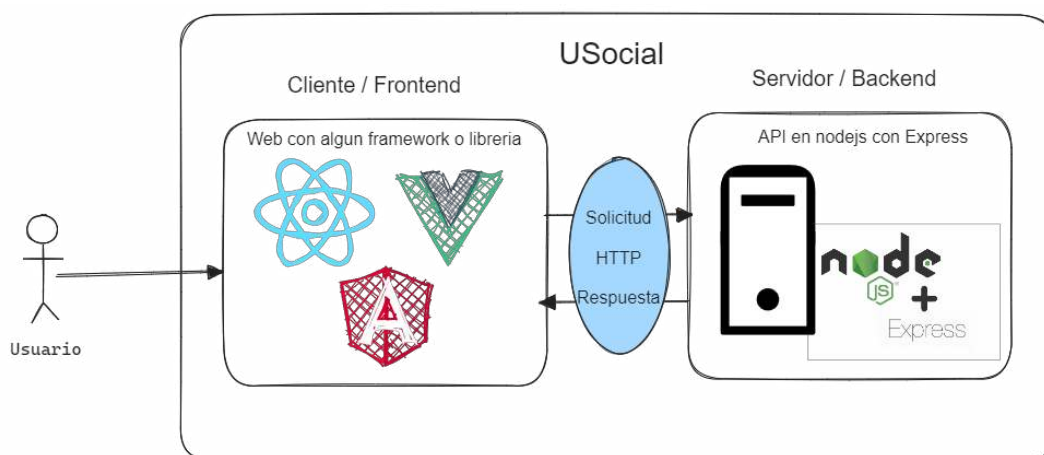 USocial
Cliente / Frontend
Servidor / Backend
Web con algun framework o libreria
API en nodejs con Express
Solicitud
HTTP
Respuesta
node
JS
+
Express
A
Usuario